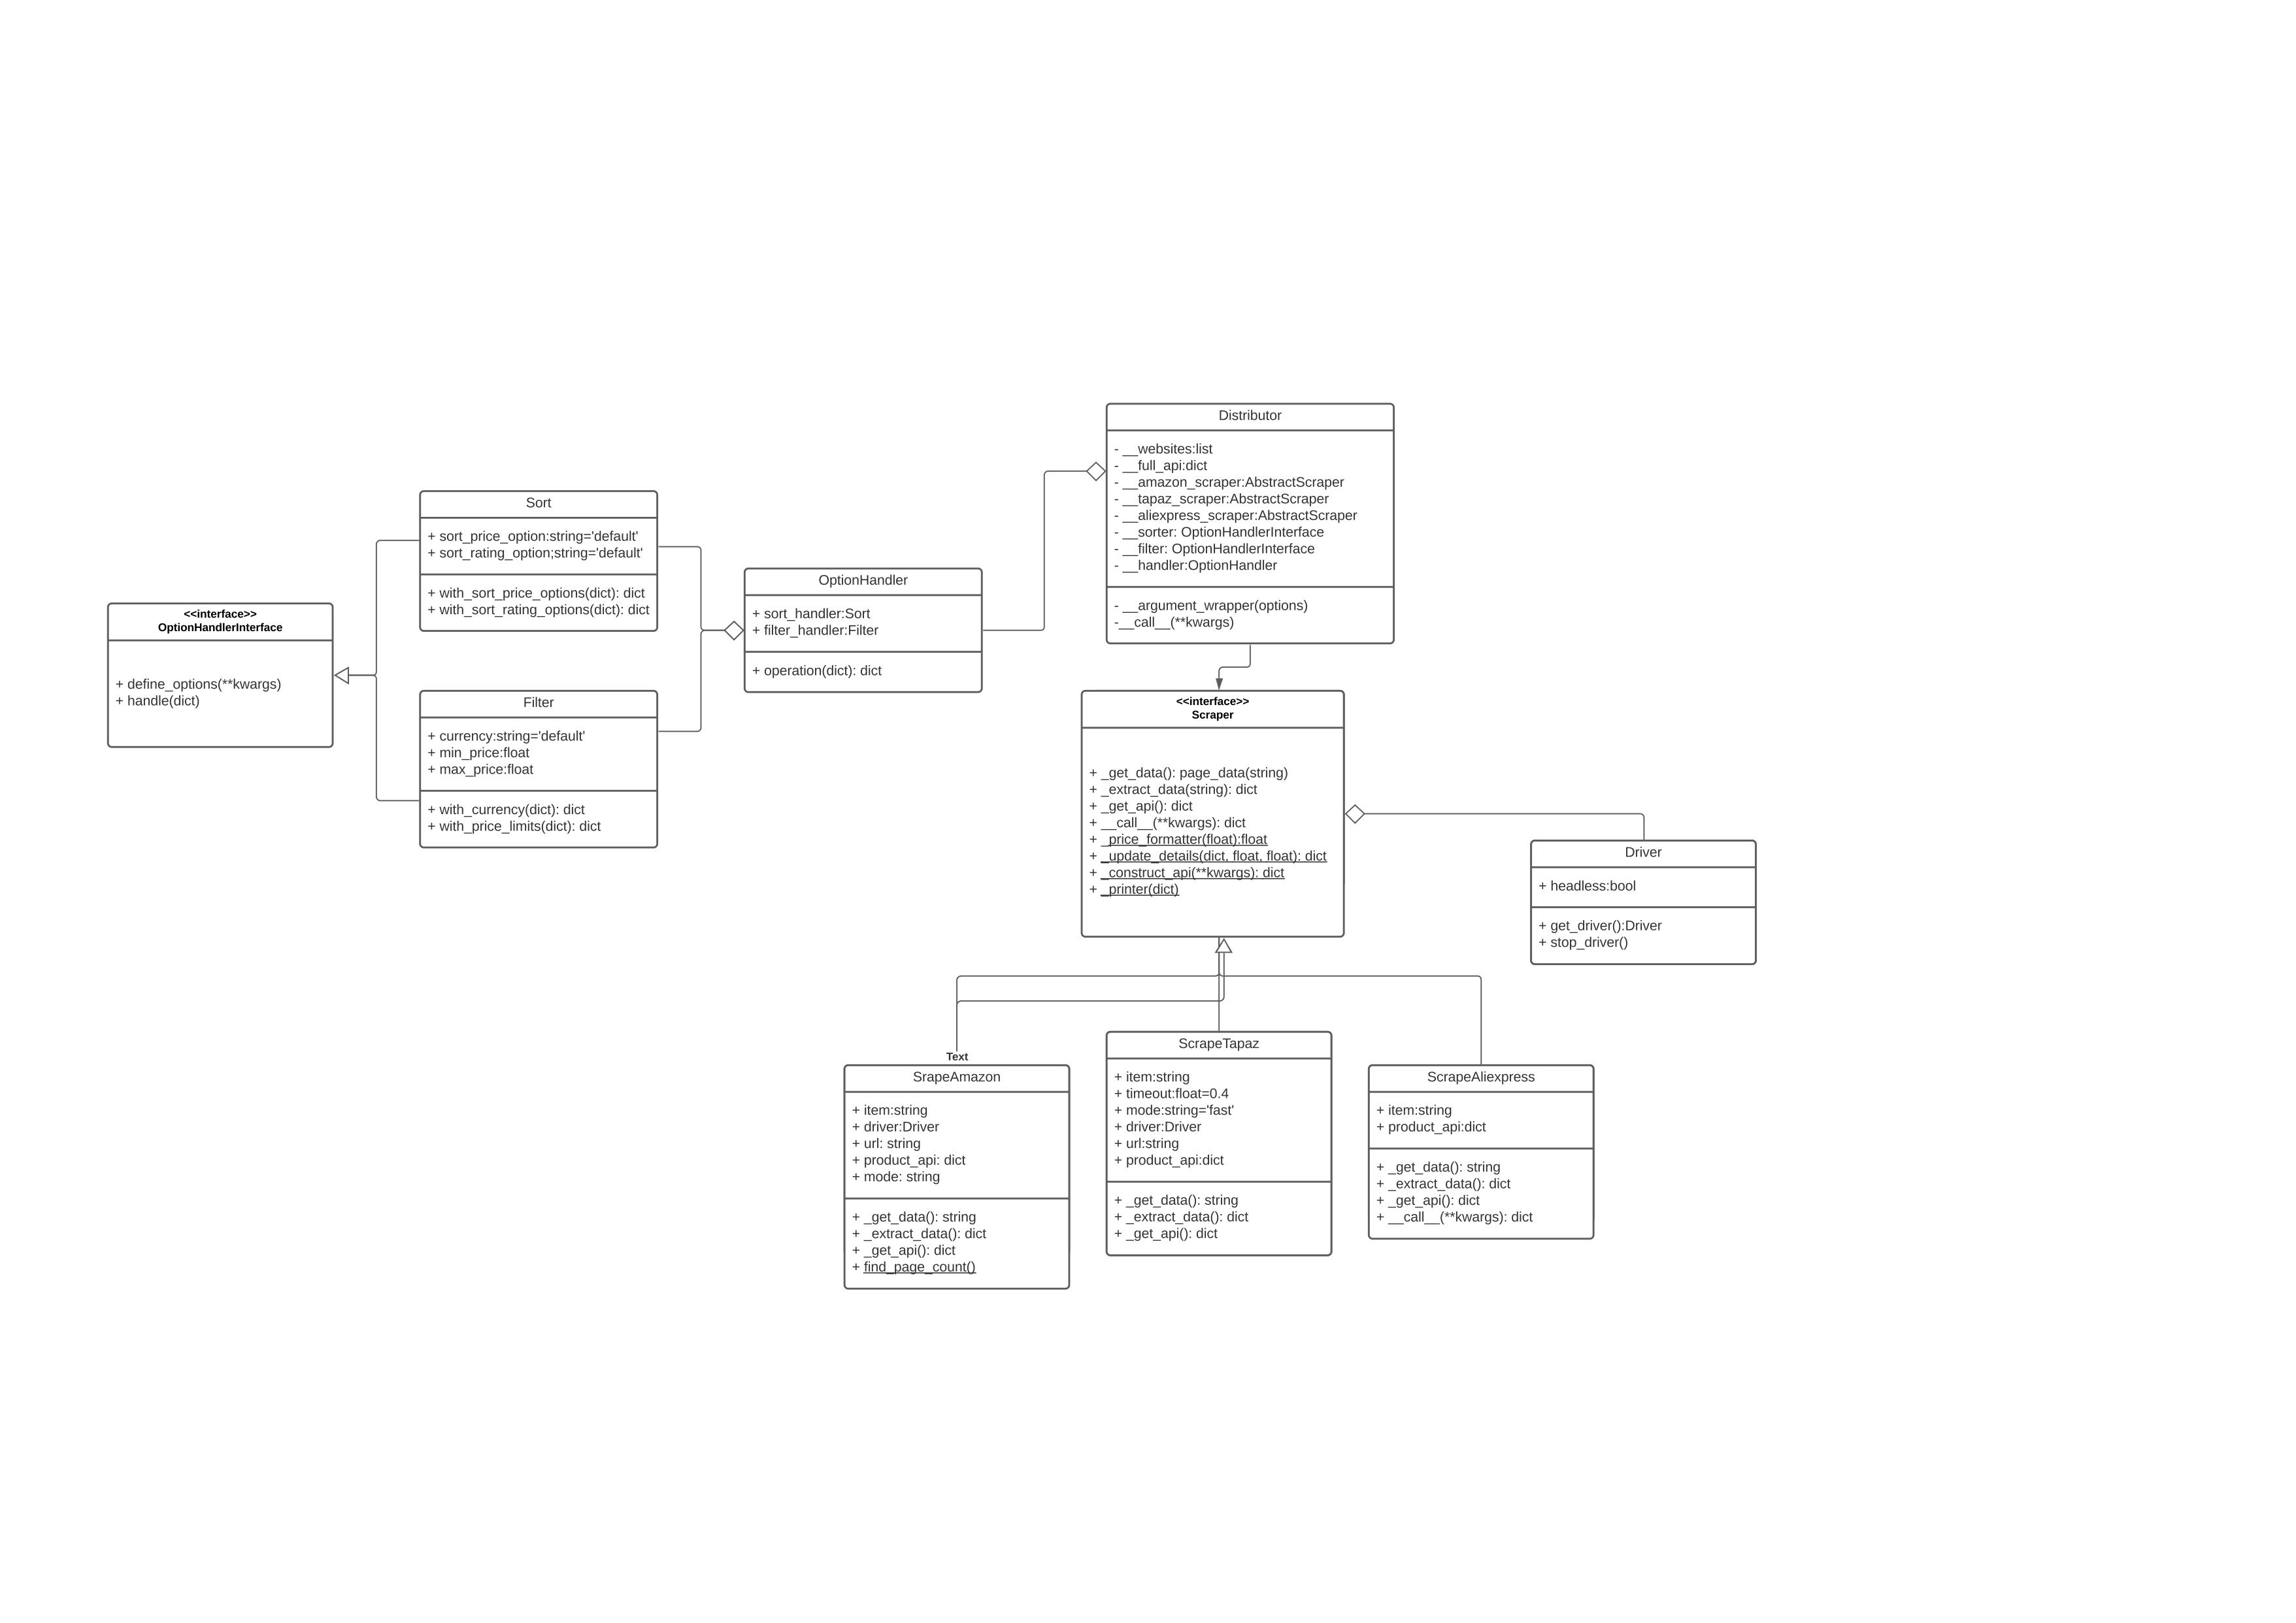 <<interface>>
OptionHandlerInterface
+ define_options(**kwargs)
+ handle(dict)
Sort
+ sort_price_option:string='default'
+ sort_rating_option;string='default'
+ with_sort_price_options(dict): dict
+ with_sort_rating_options(dict): dict
Filter
+ currency:string='default'
+ min_price:float
+ max_price:float
+ with_currency(dict): dict
+ with_price_limits(dict): dict
OptionHandler
+ sort_handler:Sort
+ filter_handler:Filter
+ operation(dict): dict
Distributor
- __websites:list
- __full_api:dict
- __amazon_scraper:AbstractScraper
- __tapaz_scraper:AbstractScraper
- __aliexpress_scraper:AbstractScraper
- __sorter: OptionHandlerInterface
- __filter: OptionHandlerInterface
- __handler:OptionHandler
- __argument_wrapper(options)
-__call__(**kwargs)
<<interface>>
Scraper
+ _get_data(): page_data(string)
+ _extract_data(string): dict
+ _get_api(): dict
+ __call__(**kwargs): dict
+ _price_formatter(float):float
+ _update_details(dict, float, float): dict
+ _construct_api(**kwargs): dict
+ _printer(dict)
Driver
+ headless:bool
+ get_driver():Driver
+ stop_driver()
Text
SrapeAmazon
+ item:string
+ driver:Driver
+ url: string
+ product_api: dict
+ mode: string
+ _get_data(): string
+ _extract_data(): dict
+ _get_api(): dict
+ find_page_count()
ScrapeTapaz
+ item:string
+ timeout:float=0.4
+ mode:string='fast'
+ driver:Driver
+ url:string
+ product_api:dict
+ _get_data(): string
+ _extract_data(): dict
+ _get_api(): dict
ScrapeAliexpress
+ item:string
+ product_api:dict
+ _get_data(): string
+ _extract_data(): dict
+ _get_api(): dict
+ __call__(**kwargs): dict